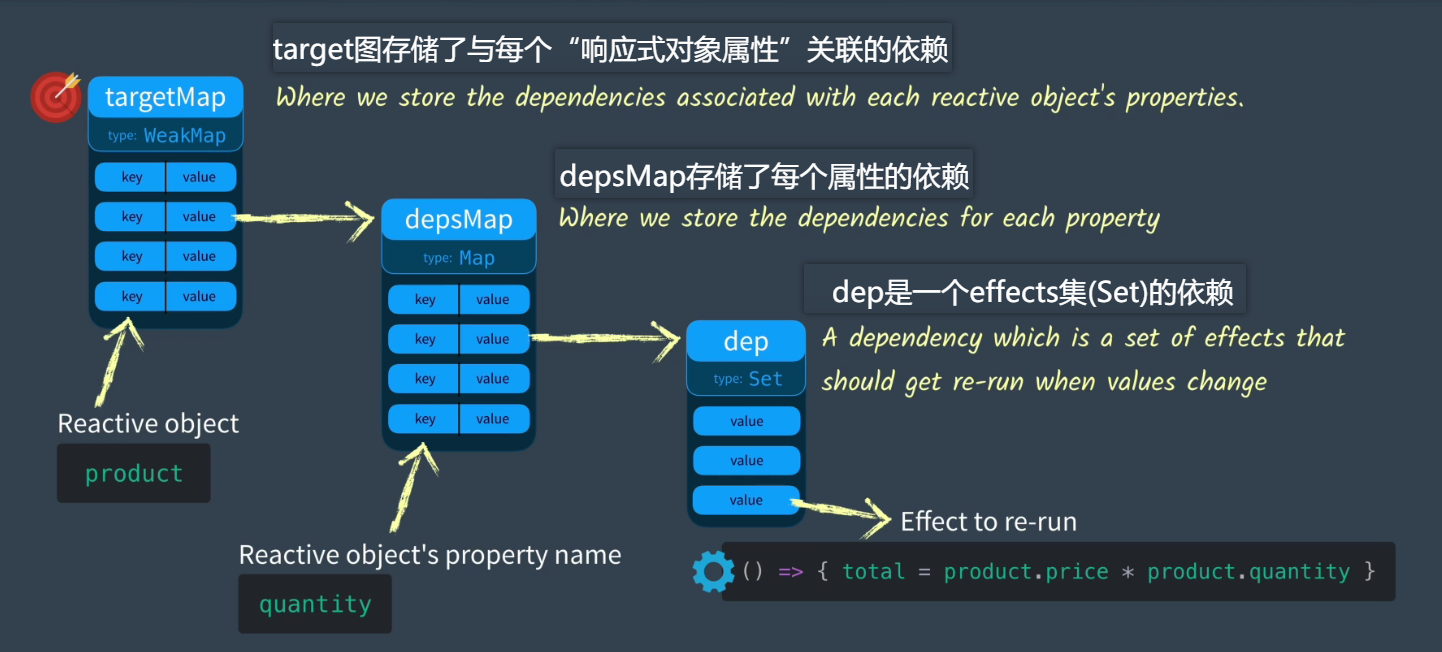 target图存储了与每个“响应式对象属性”关联的依赖
targetMap
Where we store the dependencies associated with each reactive object's properties.
type: WeakMap
key value
key value
key value
key value
depsMap存储了每个属性的依赖
depsMap
Where we store the dependencies for each property
type: Map
key value
key value
key value
key value
dep是一个effects集(Set)的依赖
dep
A dependency which is a set of effects that
should get re-run when values change
type: Set
value
value
value
Reactive object
product
Effect to re-run
() => { total = product.price * product.quantity }
Reactive object's property name
quantity